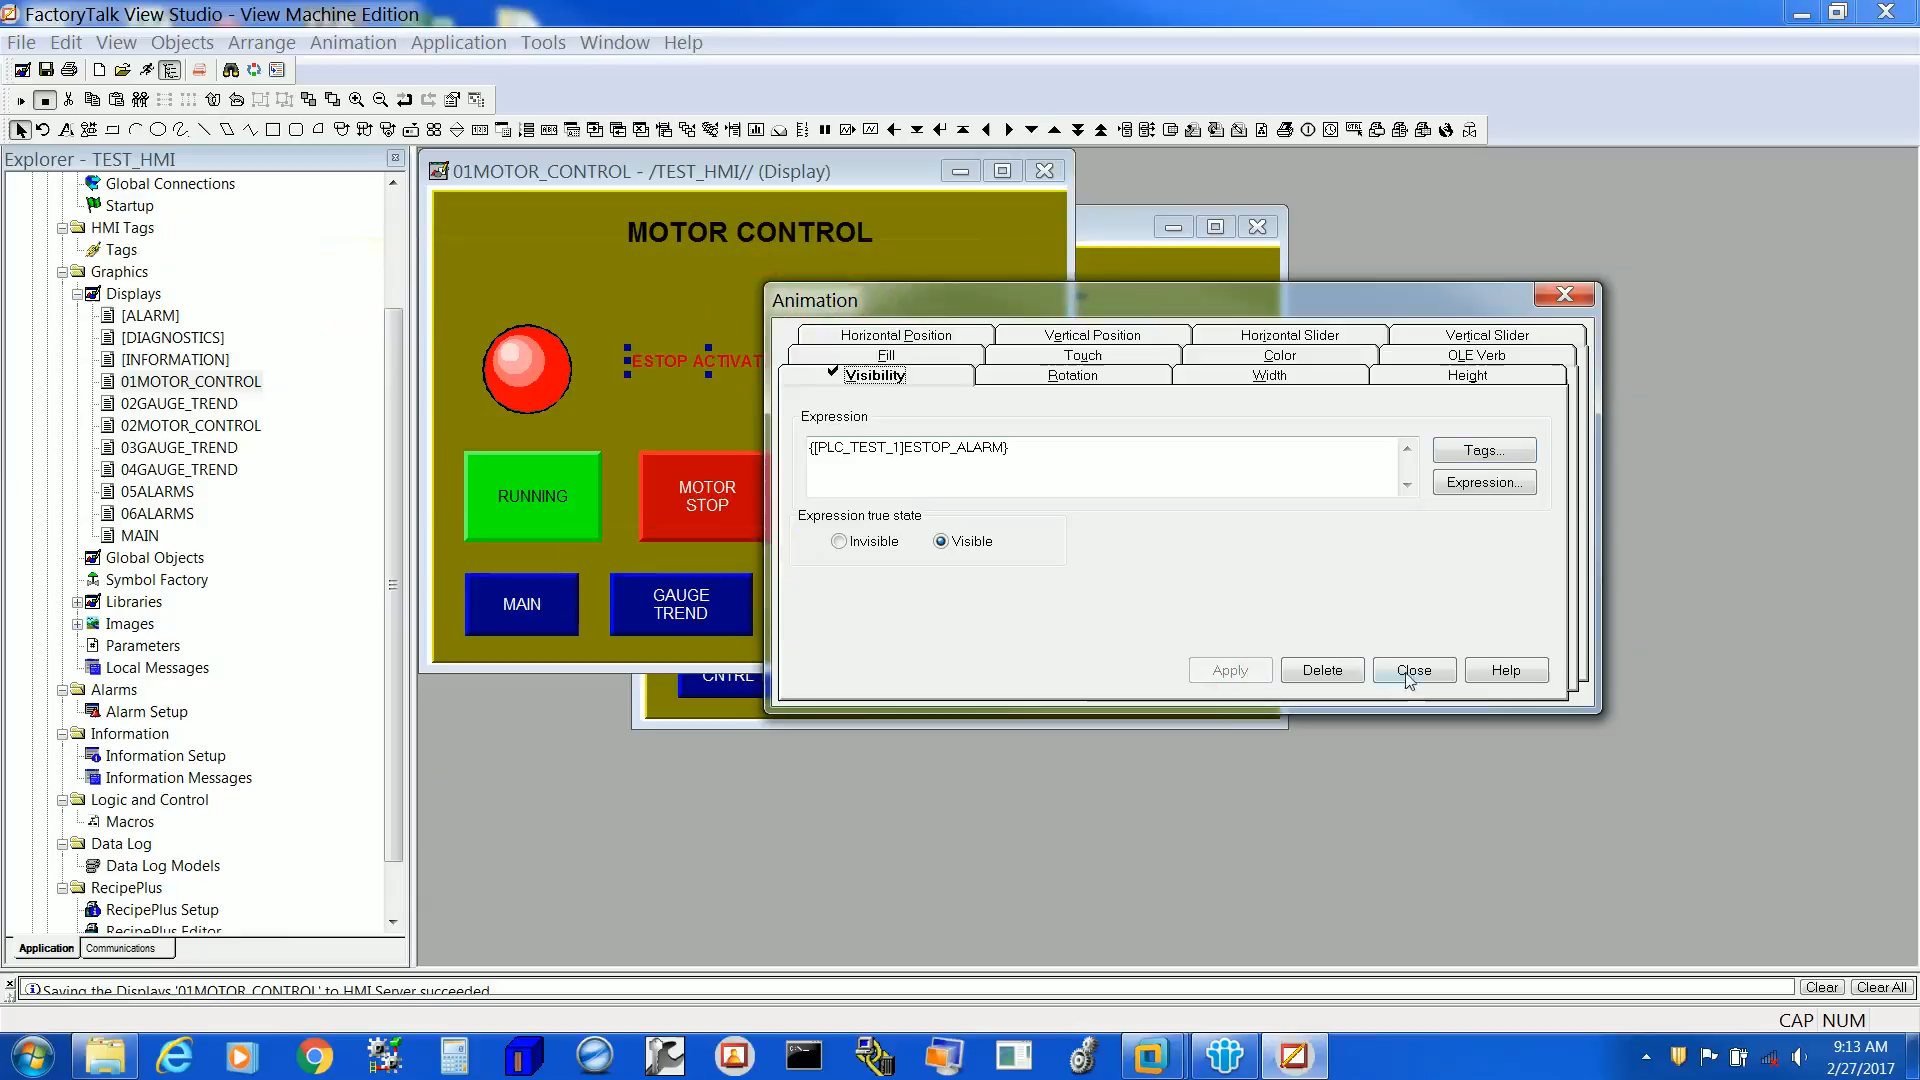 FactoryTalk View Studio - View Machine Edition
File Edit View Objects Arrange Animation Application Tools Window Help
Explorer - TEST_HMI
Global Connections
Startup
HMI Tags
Tags
Graphics
Displays
[ALARM]
[DIAGNOSTICS]
[INFORMATION]
01MOTOR_CONTROL
02GAUGE_TREND
02MOTOR_CONTROL
03GAUGE_TREND
04GAUGE_TREND
05ALARMS
06ALARMS
MAIN
Global Objects
Symbol Factory
Libraries
Images
Parameters
Local Messages
Alarms
Alarm Setup
Information
Information Setup
Information Messages
Logic and Control
Macros
Data Log
Data Log Models
RecipePlus
RecipePlus Setup
RecipePlus Editor
Application Communications
01MOTOR_CONTROL - /TEST_HMI// (Display)
MOTOR CONTROL
ESTOP ACTIVAT
RUNNING
MOTOR
STOP
MAIN
GAUGE
TREND
CNTRL
Animation
Horizontal Position Vertical Position Horizontal Slider Vertical Slider
Fill Touch Color OLE Verb
Visibility Rotation Width Height
Expression
{[PLC_TEST_1]ESTOP_ALARM}
Tags...
Expression...
Expression true state
Invisible Visible
Apply Delete Close Help
Saving the Displays '01MOTOR_CONTROL' to HMI Server succeeded
Clear Clear All
CAP NUM
9:13 AM
2/27/2017